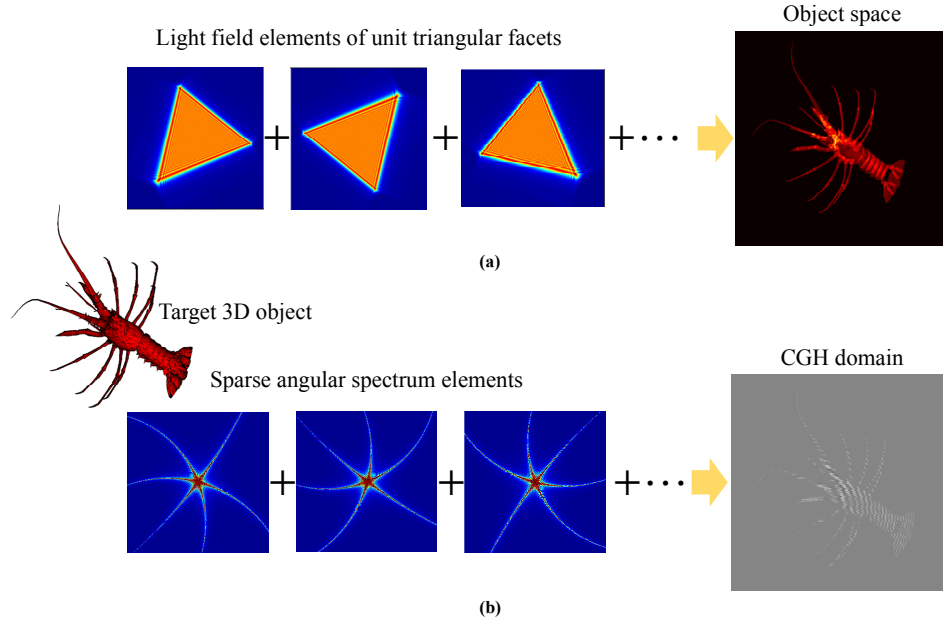 Object space
Light field elements of unit triangular facets
+ + + ···
(a)
Target 3D object
CGH domain
Sparse angular spectrum elements
+ + + ···
(b)